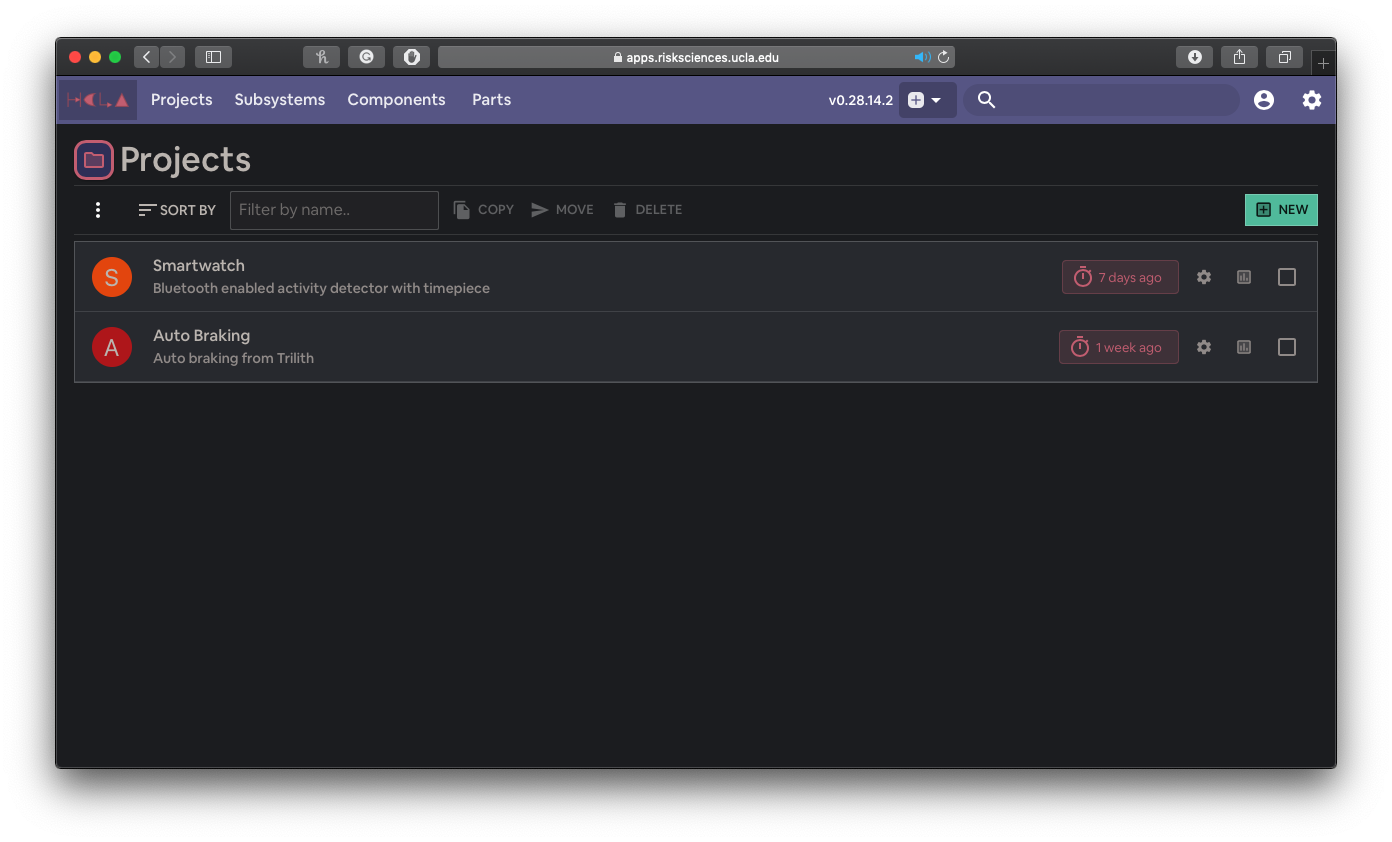 apps.risksciences.ucla.edu
HCLA Projects Subsystems Components Parts v0.28.14.2
Projects
SORT BY Filter by name.. COPY MOVE DELETE NEW
S Smartwatch
Bluetooth enabled activity detector with timepiece
7 days ago
A Auto Braking
Auto braking from Trilith
1 week ago